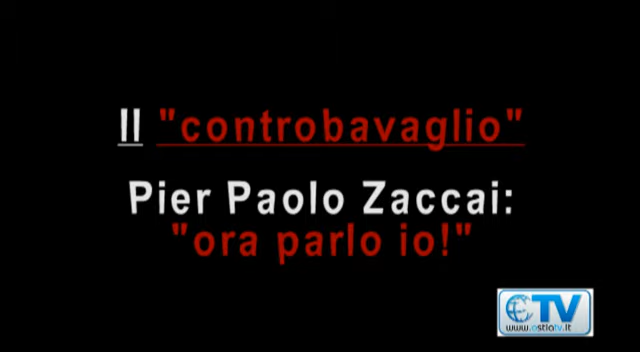 Il "controbavaglio"
Pier Paolo Zaccai:
"ora parlo io!"
TV
www.ostiatv.it